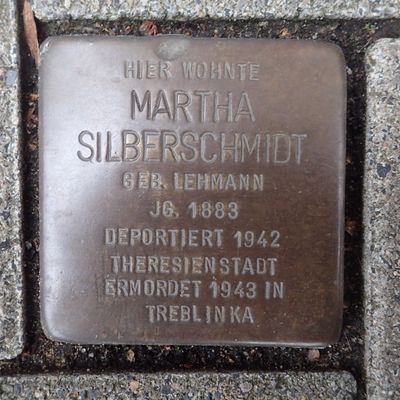 HIER WOHNTE
MARTHA
SILBERSCHMIDT
GEB. LEHMANN
JG. 1883
DEPORTIERT 1942
THERESIENSTADT
ERMORDET 1943 IN
TREBLINKA